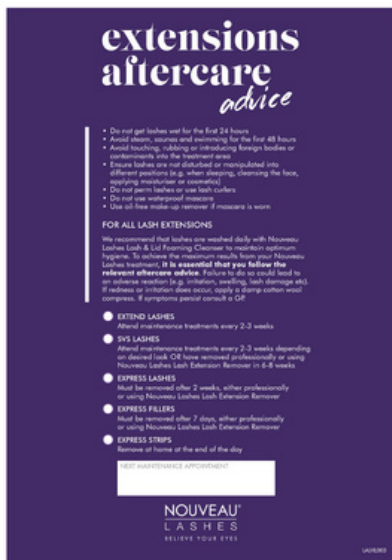 extensions
aftercare
advice
• Do not get lashes wet for the first 24 hours
• Avoid steam, saunas and swimming for the first 48 hours
• Avoid touching, rubbing or introducing foreign bodies or
contaminants into the treatment area
• Ensure lashes are not disturbed or manipulated into
different positions (e.g. when sleeping, cleansing the face,
applying moisturiser or cosmetics)
• Do not perm lashes or use lash curlers
• Do not use waterproof mascara
• Use oil-free make-up remover if mascara is worn
FOR ALL LASH EXTENSIONS
We recommend that lashes are washed daily with Nouveau
Lashes Lash & Lid Foaming Cleanser to maintain optimum
hygiene. To achieve the maximum results from your Nouveau
Lashes treatment, it is essential that you follow the
relevant aftercare advice. Failure to do so could lead to
an adverse reaction (e.g. irritation, swelling, lash damage etc).
If redness or irritation does occur, apply a damp cotton wool
compress. If symptoms persist consult a GP.
EXTEND LASHES
Attend maintenance treatments every 2-3 weeks
SVS LASHES
Attend maintenance treatments every 2-3 weeks depending
on desired look OR have removed professionally or using
Nouveau Lashes Lash Extension Remover in 6-8 weeks
EXPRESS LASHES
Must be removed after 2 weeks, either professionally
or using Nouveau Lashes Lash Extension Remover
EXPRESS FILLERS
Must be removed after 7 days, either professionally
or using Nouveau Lashes Lash Extension Remover
EXPRESS STRIPS
Remove at home at the end of the day
NEXT MAINTENANCE APPOINTMENT
NOUVEAU®
LASHES
BELIEVE YOUR EYES